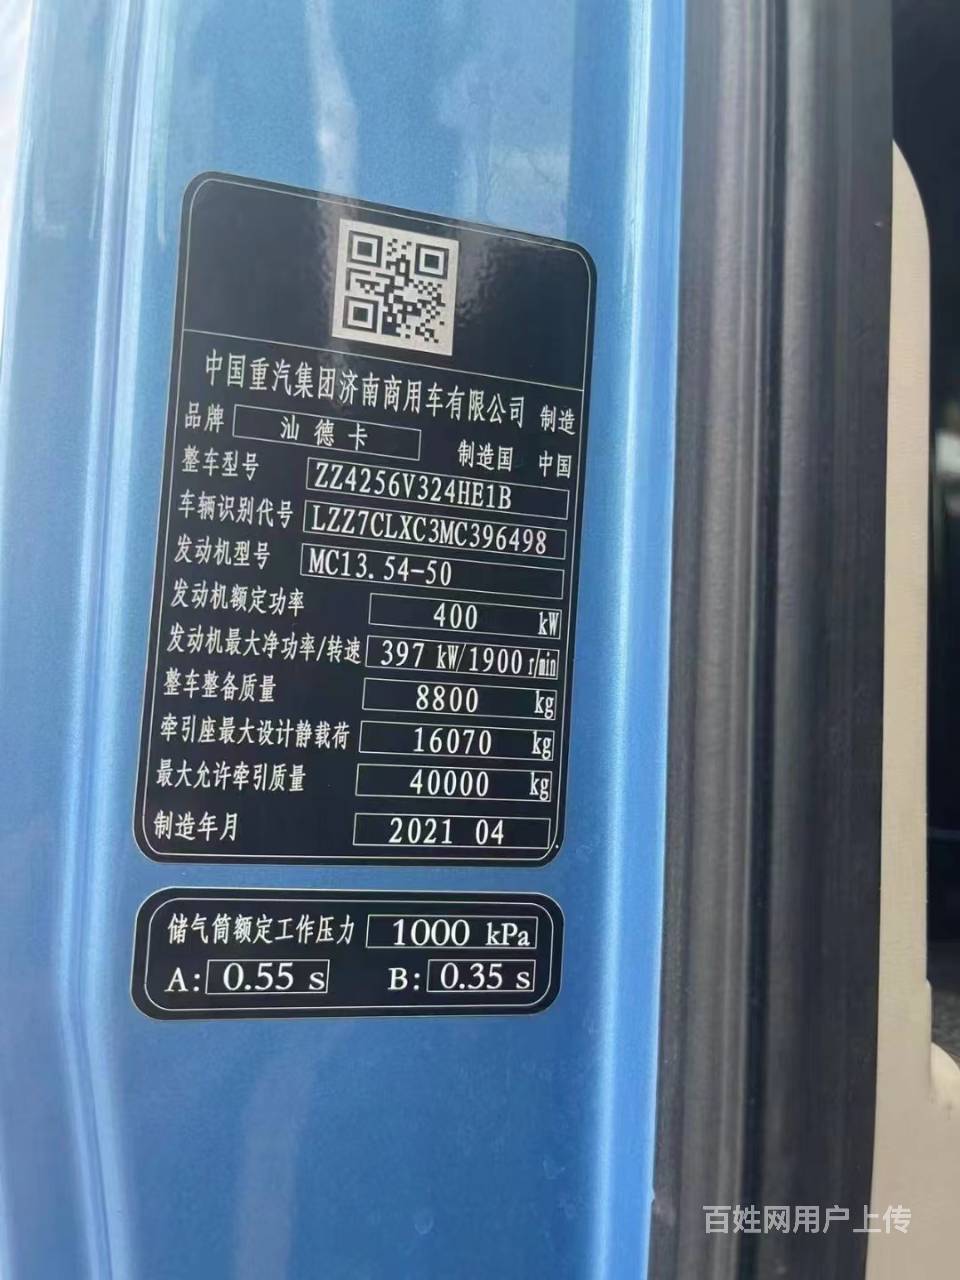 中国重汽集团济南商用车有限公司 制造
品牌 汕德卡 制造国 中国
整车型号 ZZ4256V324HE1B
车辆识别代号 LZZ7CLXC3MC396498
发动机型号 MC13.54-50
发动机额定功率 400 kW
发动机最大净功率/转速 397 kW/1900 r/min
整车整备质量 8800 kg
牵引座最大设计静载荷 16070 kg
最大允许牵引质量 40000 kg
制造年月 2021 04
储气筒额定工作压力 1000 kPa
A: 0.55 s B: 0.35 s
百姓网用户上传